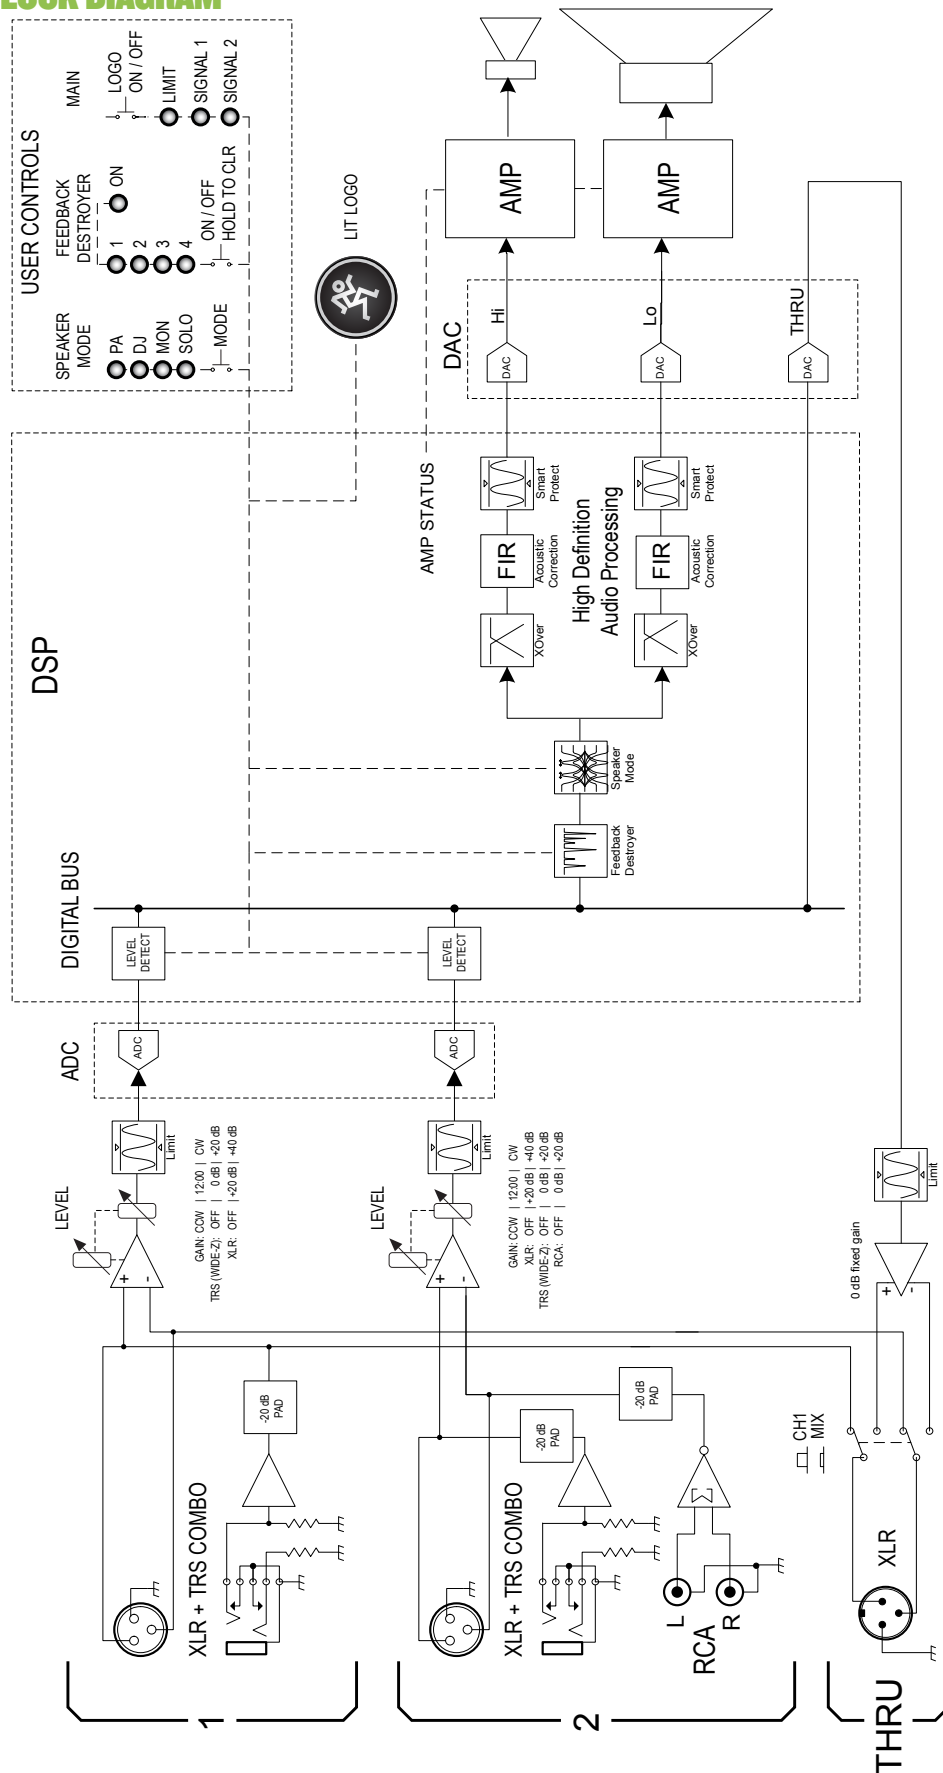 USER CONTROLS
SPEAKER
MODE
PA
DJ
MON
SOLO
MODE
FEEDBACK
DESTROYER
1
2
3
4
ON
ON / OFF
HOLD TO CLR
MAIN
LOGO
ON / OFF
LIMIT
SIGNAL 1
SIGNAL 2
LIT LOGO
DSP
DIGITAL BUS
LEVEL
DETECT
LEVEL
DETECT
Feedback
Destroyer
Speaker
Mode
XOver
FIR
Acoustic
Correction
Smart
Protect
High Definition
Audio Processing
XOver
FIR
Acoustic
Correction
Smart
Protect
AMP STATUS
DAC
DAC
Hi
DAC
Lo
DAC
THRU
AMP
AMP
ADC
ADC
ADC
LEVEL
Limit
GAIN: CCW | 12:00 | CW
TRS (WIDE-Z): OFF | 0 dB | +20 dB
XLR: OFF | +20 dB | +40 dB
LEVEL
Limit
GAIN: CCW | 12:00 | CW
XLR: OFF | +20 dB | +40 dB
TRS (WIDE-Z): OFF | 0 dB | +20 dB
RCA: OFF | 0 dB | +20 dB
+
-
+
-
1
XLR + TRS COMBO
-20 dB
PAD
2
XLR + TRS COMBO
-20 dB
PAD
-20 dB
PAD
Σ
RCA
L
R
THRU
XLR
CH1
MIX
0 dB fixed gain
+
-
Limit